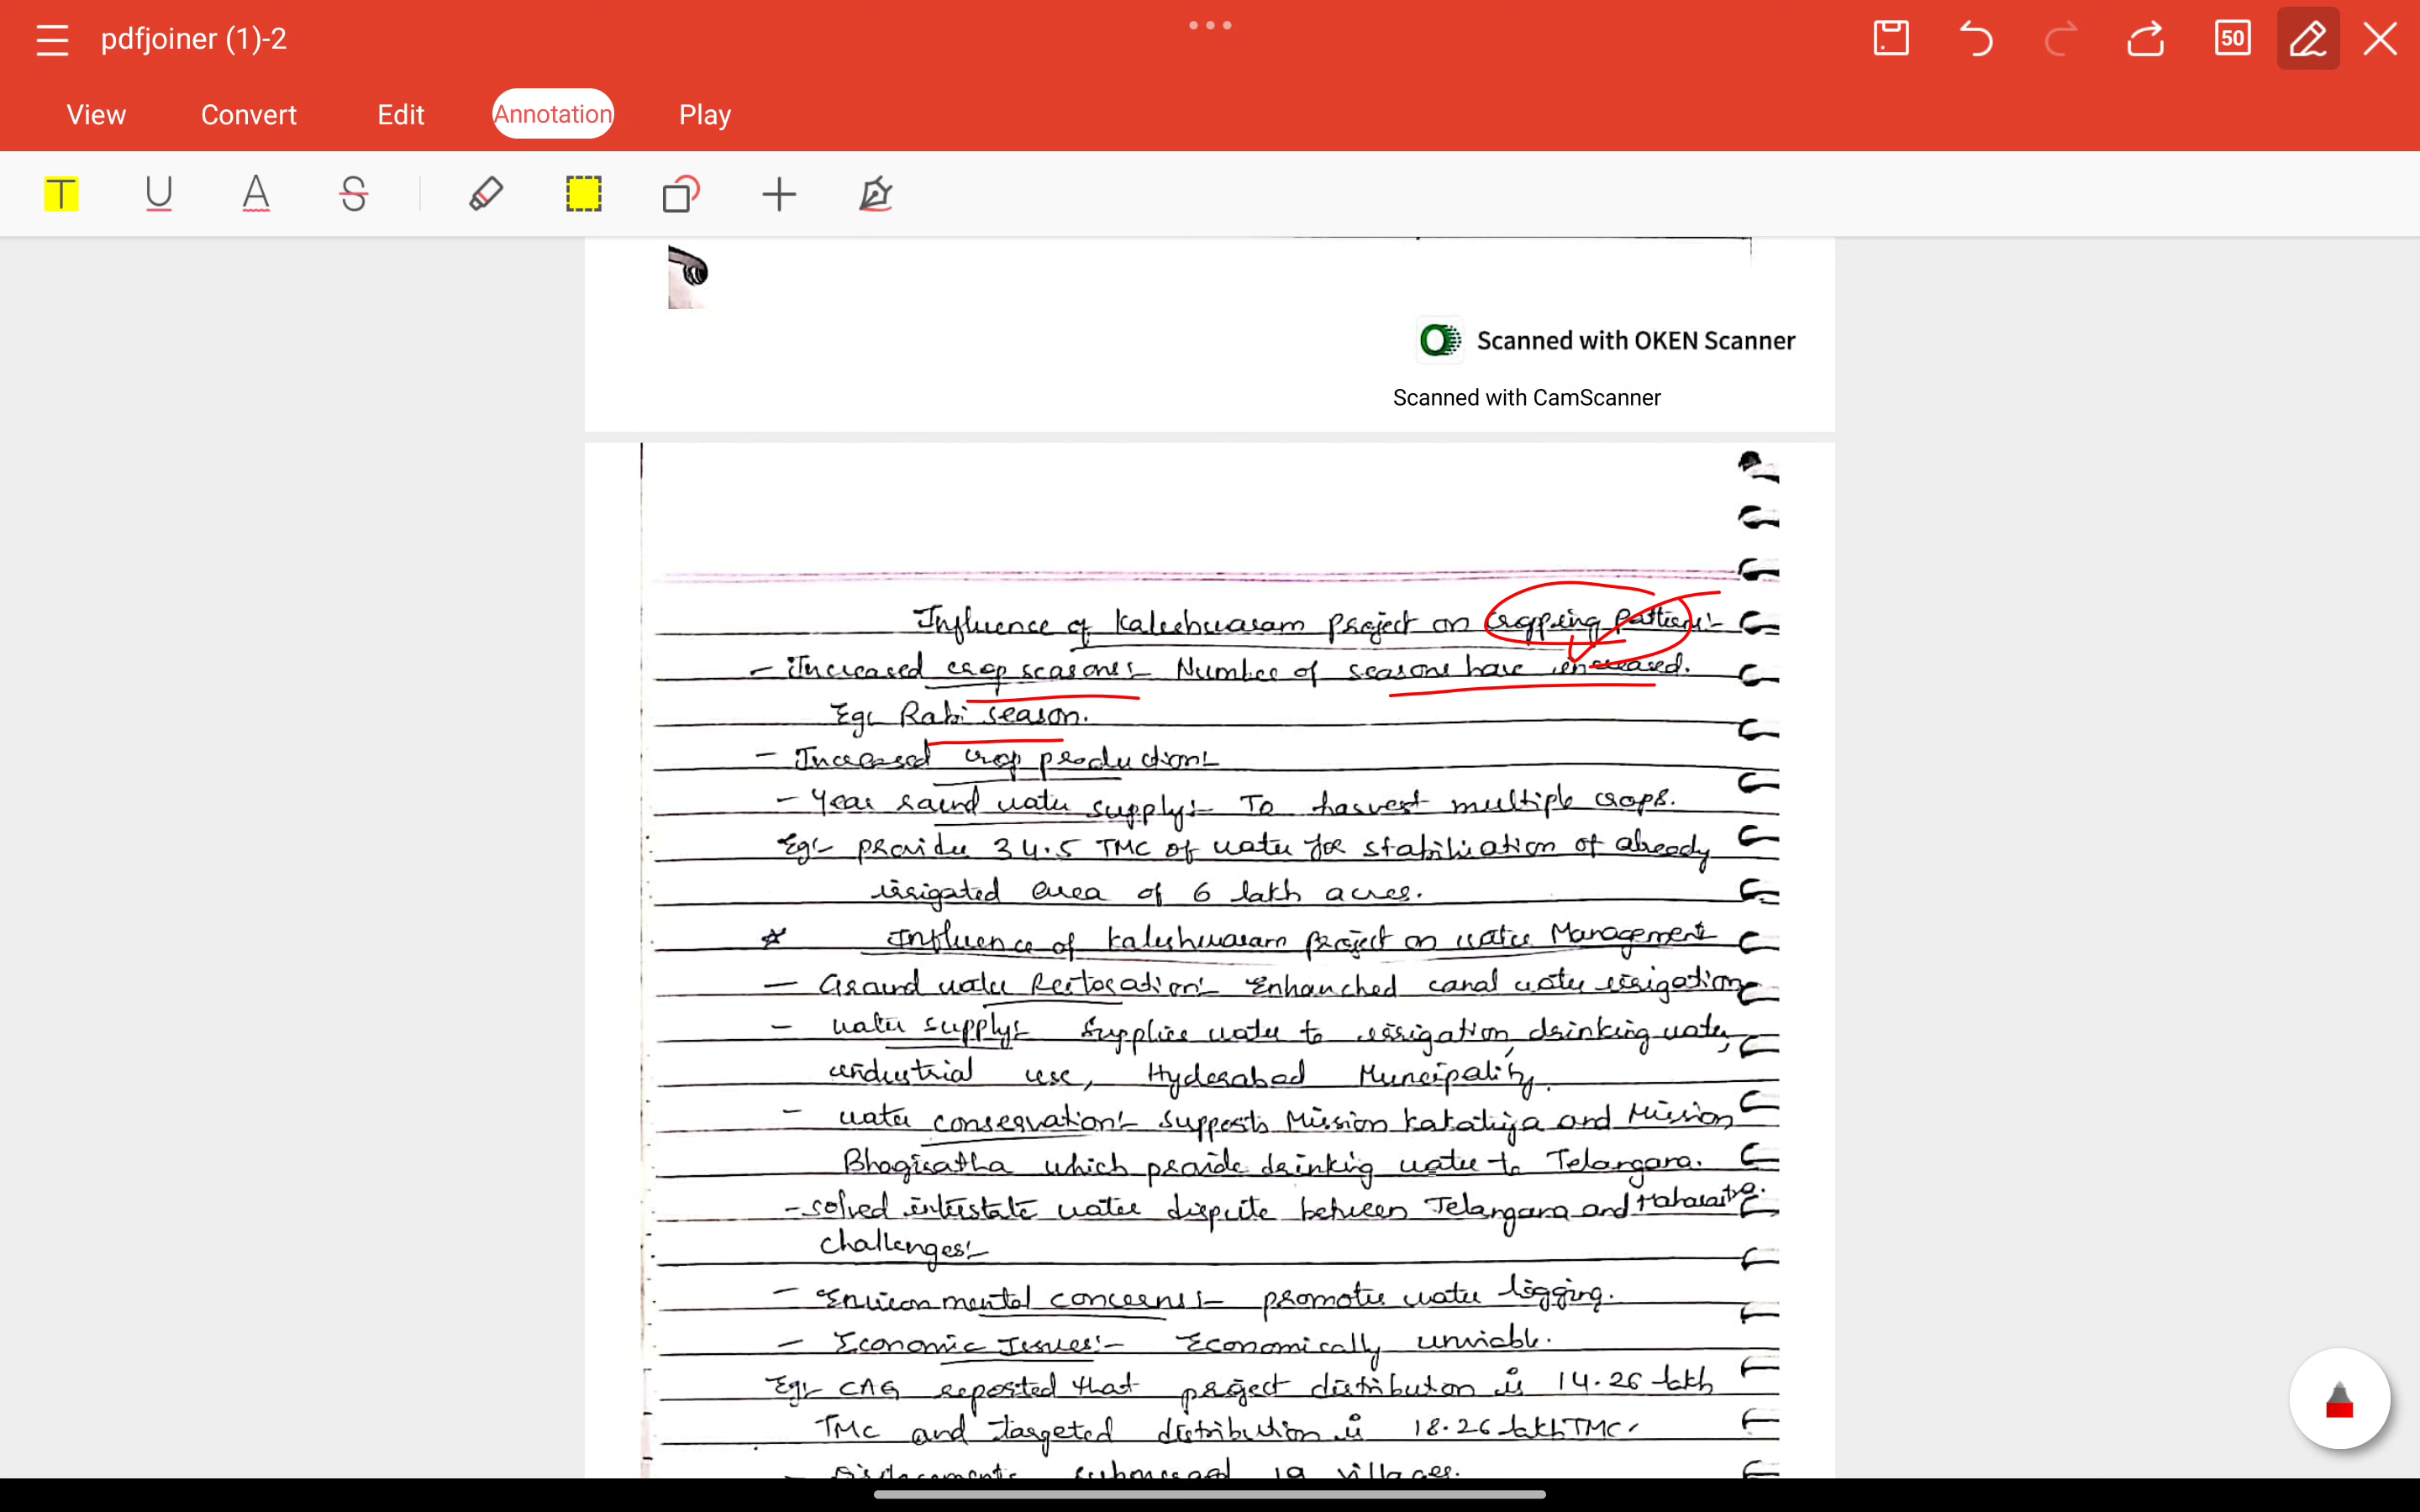 pdfjoiner (1)-2
50
View Convert Edit Annotation Play
T U A S
Scanned with OKEN Scanner
Scanned with CamScanner
Influence of Kaleshwaram project on cropping Pattern:-
- Increased crop seasons:- Number of seasons have increased.
Eg:- Rabi season.
- Increased crop production:-
- Year round water supply:- To harvest multiple crops.
Eg:- provides 34.5 TMC of water for stabilisation of already
irrigated area of 6 lakh acres.
* Influence of Kaleshwaram project on water Management
- Ground water Restoration:- Enhanched canal water irrigation
- water supply:- Supplies water to irrigation, drinking water,
industrial use, Hyderabad Muncipality.
- water conservation:- supports Mission Kakatiya and Mission
Bhagiratha which provide drinking water to Telangana.
- solved interstate water dispute between Telangana and
challenges:-
- Environmental concerns:- promotes water logging.
- Economic Issues:- Economically unviable.
Eg:- CAG reported that project distribution is 14.26 lakh
TMC and targeted distribution is 18.26 lakh TMC.
- submerged 19 villages.